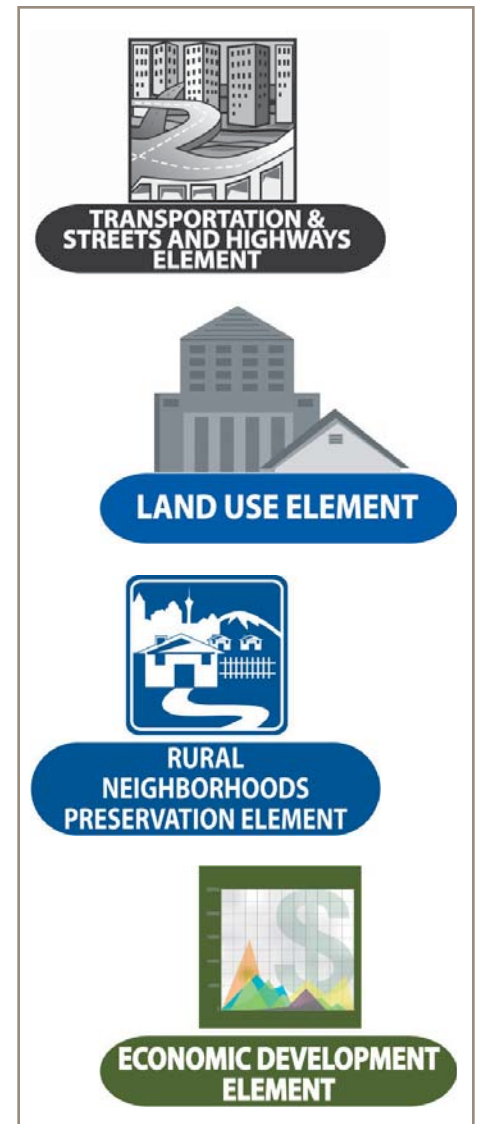 TRANSPORTATION &
STREETS AND HIGHWAYS
ELEMENT
LAND USE ELEMENT
RURAL
NEIGHBORHOODS
PRESERVATION ELEMENT
$
ECONOMIC DEVELOPMENT
ELEMENT